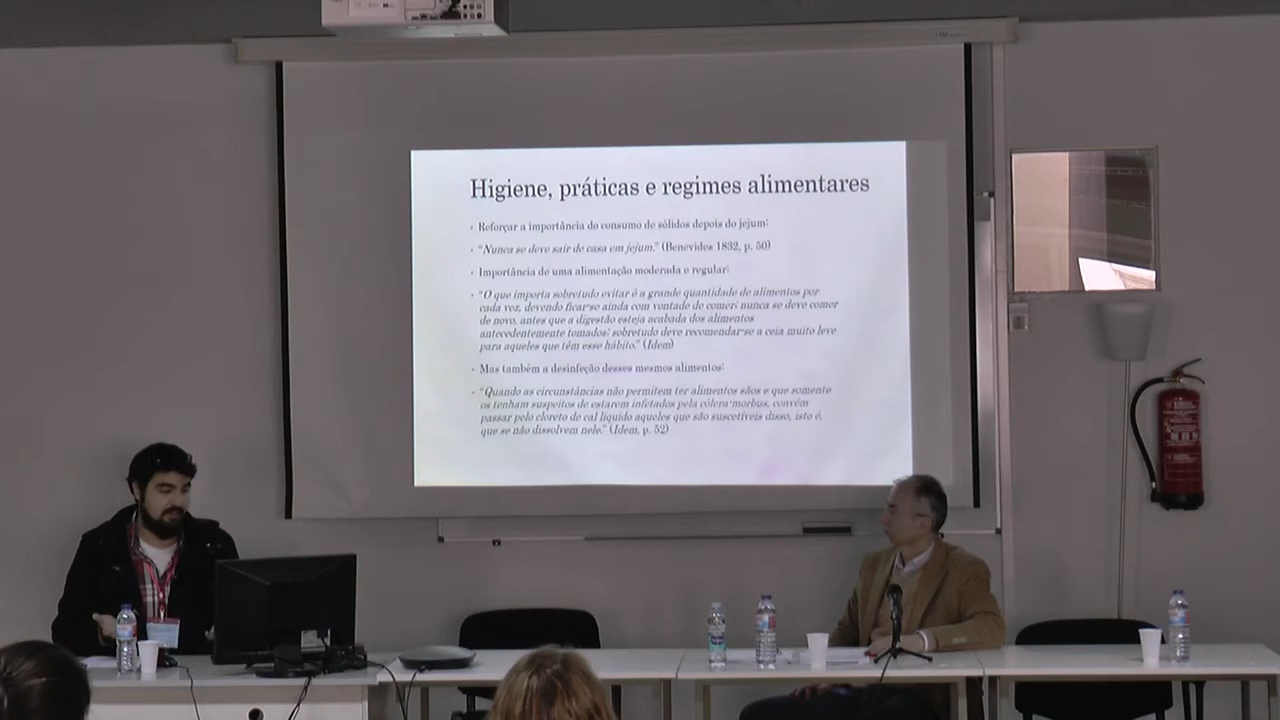 Higiene, práticas e regimes alimentares
• Reforçar a importância do consumo de sólidos depois do jejum:
• "Nunca se deve sair de casa em jejum." (Benevides 1832, p. 50)
• Importância de uma alimentação moderada e regular:
• "O que importa sobretudo evitar é a grande quantidade de alimentos por
cada vez, devendo ficar-se ainda com vontade de comer; nunca se deve comer
de novo, antes que a digestão esteja acabada dos alimentos
antecedentemente tomados; sobretudo deve recomendar-se a ceia muito leve
para aqueles que têm esse hábito." (Idem)
• Mas também a desinfeção desses mesmos alimentos:
• "Quando as circunstâncias não permitem ter alimentos sãos e que somente
os tenham suspeitos de estarem infetados pela cólera-morbus, convém
passar pelo cloreto de cal líquido aqueles que são suscetíveis disso, isto é,
que se não dissolvem nele." (Idem, p. 52)